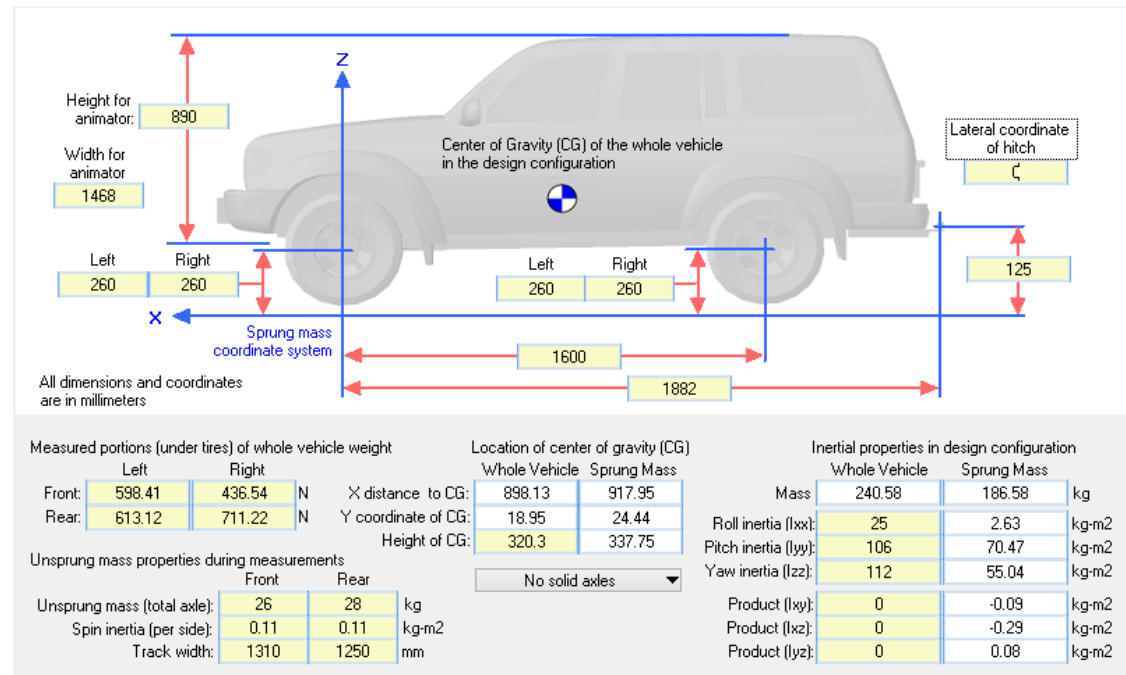 Z
Height for
animator:
890
Width for
animator
1468
Center of Gravity (CG) of the whole vehicle
in the design configuration
Lateral coordinate
of hitch
Left Right
260 260
Left Right
260 260
125
X
Sprung mass
coordinate system
1600
1882
All dimensions and coordinates
are in millimeters
Measured portions (under tires) of whole vehicle weight
Left Right
Front: 598.41 436.54 N
Rear: 613.12 711.22 N
Unsprung mass properties during measurements
Front Rear
Unsprung mass (total axle): 26 28 kg
Spin inertia (per side): 0.11 0.11 kg-m2
Track width: 1310 1250 mm
Location of center of gravity (CG)
Whole Vehicle Sprung Mass
X distance to CG: 898.13 917.95
Y coordinate of CG: 18.95 24.44
Height of CG: 320.3 337.75
No solid axles
Inertial properties in design configuration
Whole Vehicle Sprung Mass
Mass 240.58 186.58 kg
Roll inertia (Ixx): 25 2.63 kg-m2
Pitch inertia (Iyy): 106 70.47 kg-m2
Yaw inertia (Izz): 112 55.04 kg-m2
Product (Ixy): 0 -0.09 kg-m2
Product (Ixz): 0 -0.29 kg-m2
Product (Iyz): 0 0.08 kg-m2